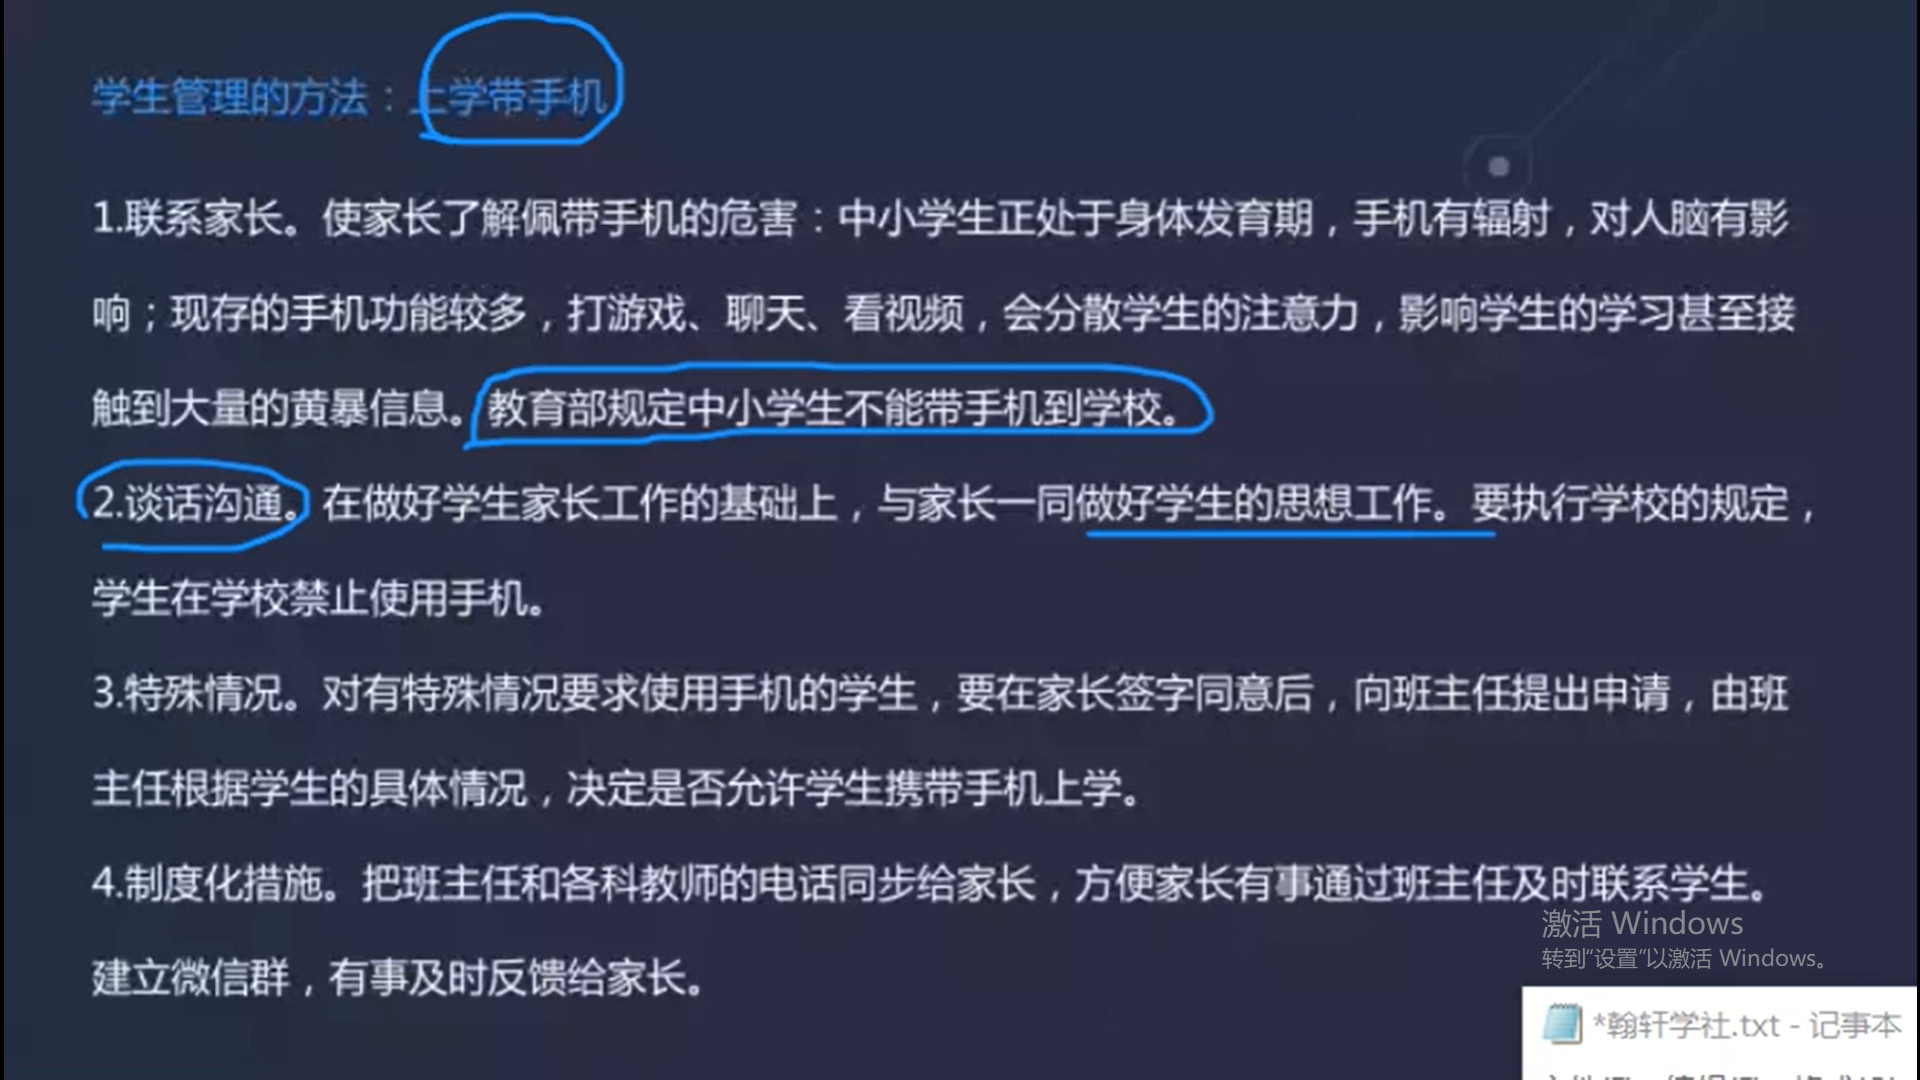 学生管理的方法：上学带手机
1.联系家长。使家长了解佩带手机的危害：中小学生正处于身体发育期，手机有辐射，对人脑有影
响；现存的手机功能较多，打游戏、聊天、看视频，会分散学生的注意力，影响学生的学习甚至接
触到大量的黄暴信息。教育部规定中小学生不能带手机到学校。
2.谈话沟通。在做好学生家长工作的基础上，与家长一同做好学生的思想工作。要执行学校的规定，
学生在学校禁止使用手机。
3.特殊情况。对有特殊情况要求使用手机的学生，要在家长签字同意后，向班主任提出申请，由班
主任根据学生的具体情况，决定是否允许学生携带手机上学。
4.制度化措施。把班主任和各科教师的电话同步给家长，方便家长有事通过班主任及时联系学生。
建立微信群，有事及时反馈给家长。
激活 Windows
转到“设置”以激活 Windows。
*翰轩学社.txt - 记事本